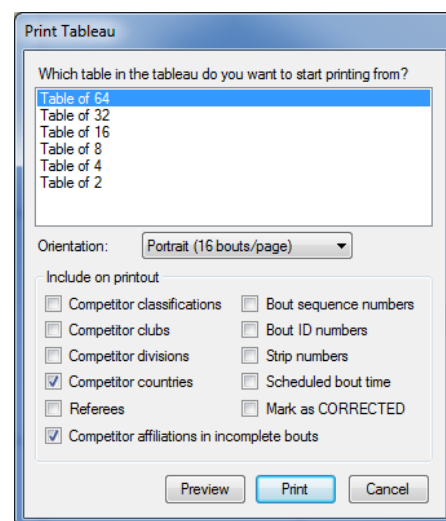 Print Tableau
Which table in the tableau do you want to start printing from?
Table of 64
Table of 32
Table of 16
Table of 8
Table of 4
Table of 2
Orientation: Portrait (16 bouts/page)
Include on printout
Competitor classifications Bout sequence numbers
Competitor clubs Bout ID numbers
Competitor divisions Strip numbers
Competitor countries Scheduled bout time
Referees Mark as CORRECTED
Competitor affiliations in incomplete bouts
Preview Print Cancel